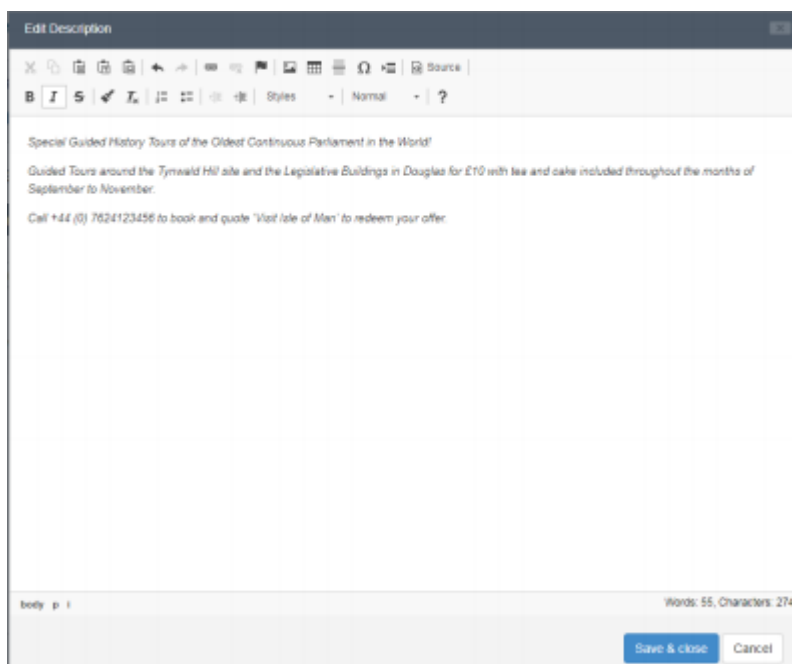 Edit Description
Source
B I S Styles Normal ?
Special Guided History Tours of the Oldest Continuous Parliament in the World!
Guided Tours around the Tynwald Hill site and the Legislative Buildings in Douglas for £10 with tea and cake included throughout the months of
September to November.
Call +44 (0) 7624123456 to book and quote 'Visit Isle of Man' to redeem your offer.
body p
Words: 55, Characters: 274
Save & close Cancel